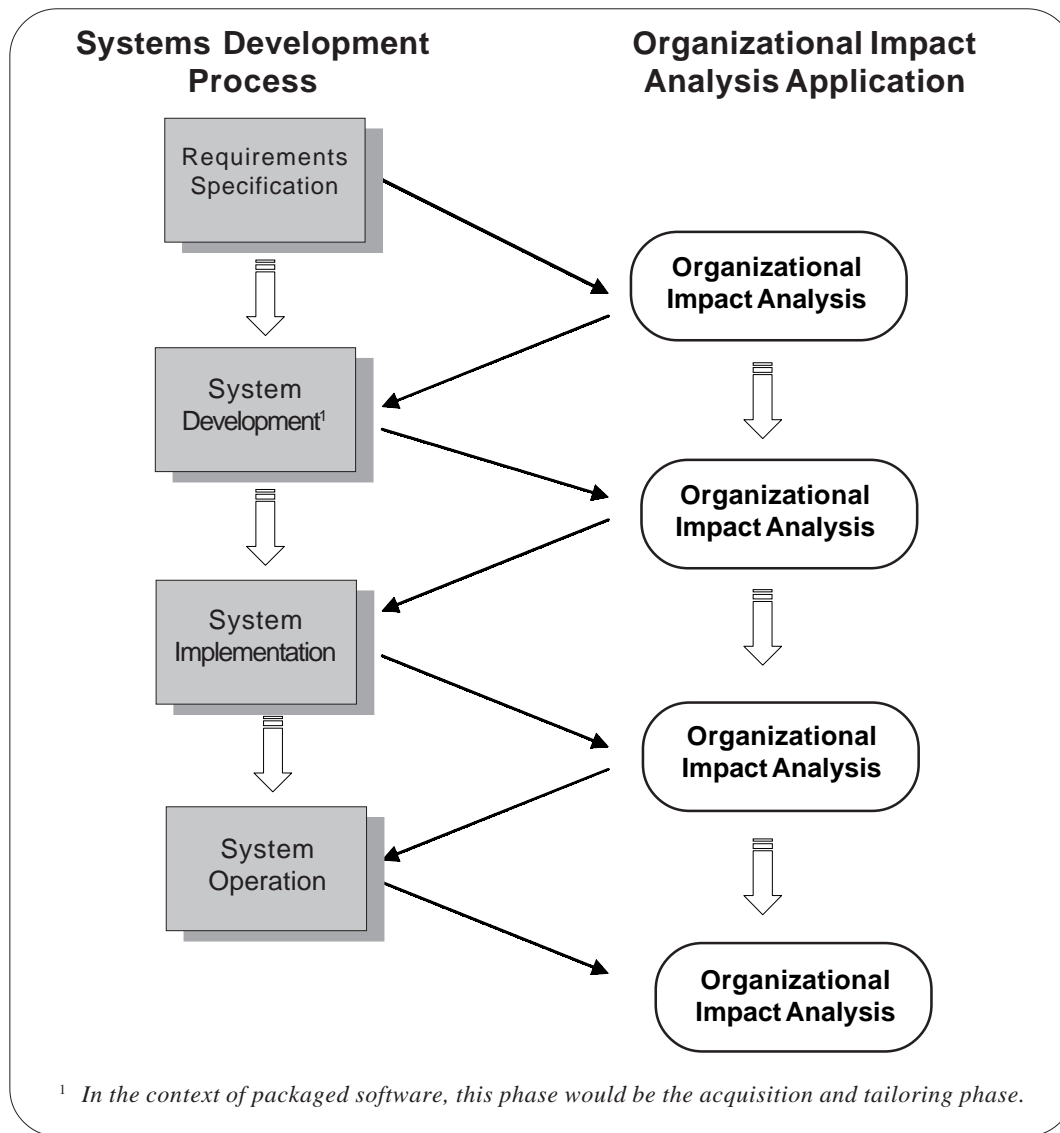 Systems Development
Process
Organizational Impact
Analysis Application
Requirements
Specification
Organizational
Impact Analysis
System
Development¹
Organizational
Impact Analysis
System
Implementation
Organizational
Impact Analysis
System
Operation
Organizational
Impact Analysis
¹ In the context of packaged software, this phase would be the acquisition and tailoring phase.